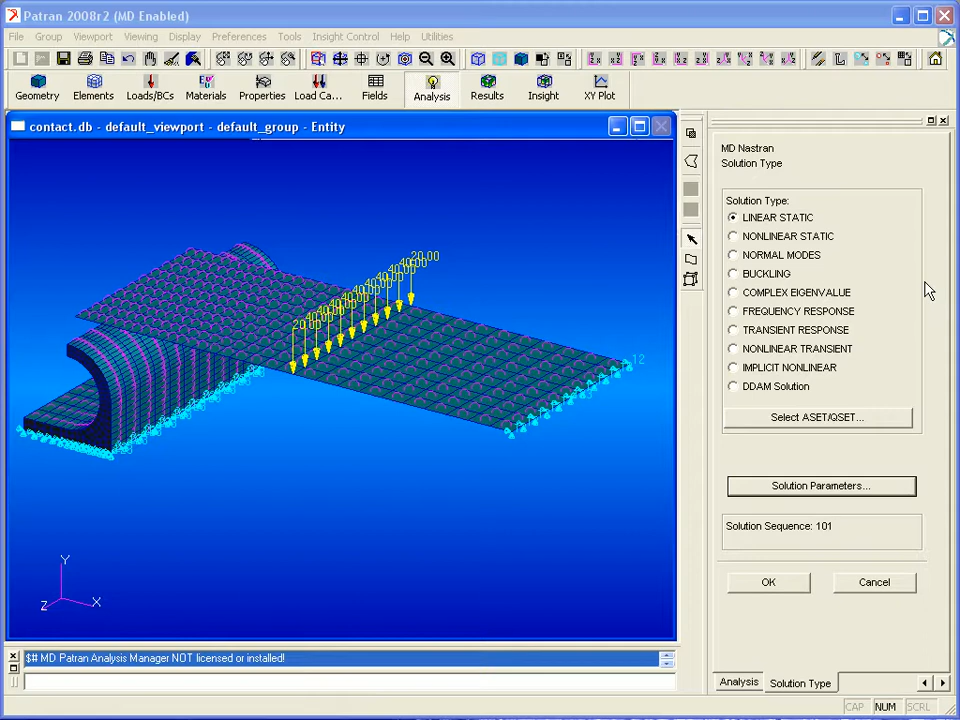 Patran 2008r2 (MD Enabled)
File Group Viewport Viewing Display Preferences Tools Insight Control Help Utilities
Geometry Elements Loads/BCs Materials Properties Load Ca... Fields Analysis Results Insight XY Plot
contact.db - default_viewport - default_group - Entity
MD Nastran
Solution Type
Solution Type:
LINEAR STATIC
NONLINEAR STATIC
NORMAL MODES
BUCKLING
COMPLEX EIGENVALUE
FREQUENCY RESPONSE
TRANSIENT RESPONSE
NONLINEAR TRANSIENT
IMPLICIT NONLINEAR
DDAM Solution
Select ASET/QSET...
Solution Parameters...
Solution Sequence: 101
OK Cancel
20.00
20.00
12
Y
Z X
$# MD Patran Analysis Manager NOT licensed or installed!
Analysis Solution Type
CAP NUM SCRL